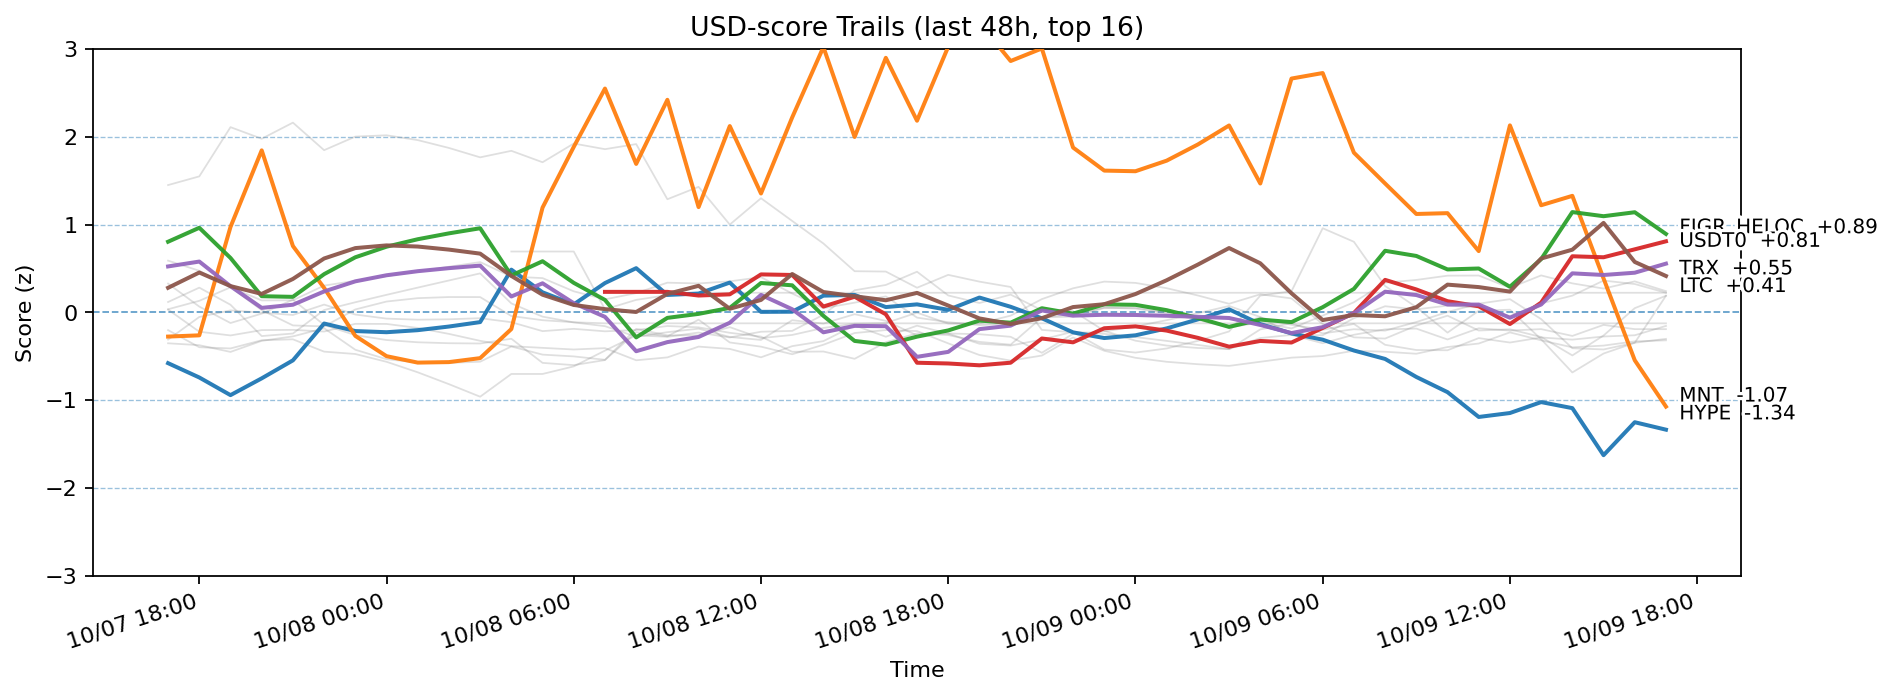 USD-score Trails (last 48h, top 16)
Score (z)
3
2
1
0
−1
−2
−3
FIGR_HELOC +0.89
USDT0 +0.81
TRX +0.55
LTC +0.41
MNT -1.07
HYPE -1.34
10/07 18:00
10/08 00:00
10/08 06:00
10/08 12:00
10/08 18:00
10/09 00:00
10/09 06:00
10/09 12:00
10/09 18:00
Time